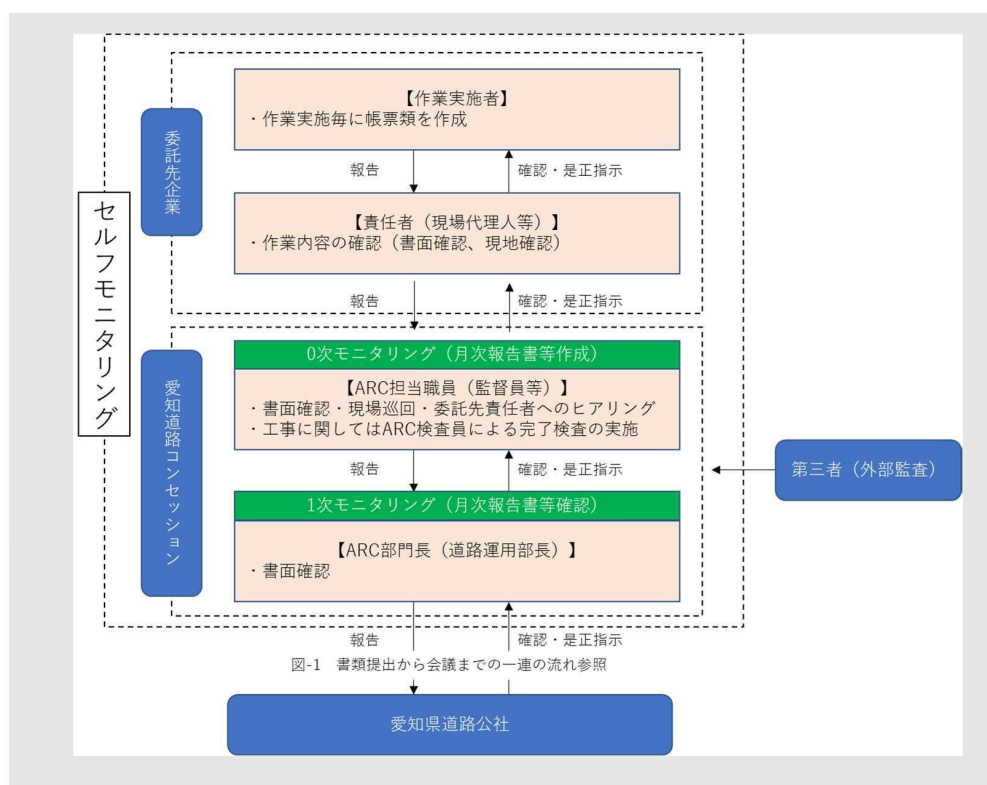 セルフモニタリング
委託先企業
【作業実施者】
・作業実施毎に帳票類を作成
報告
確認・是正指示
【責任者（現場代理人等）】
・作業内容の確認（書面確認、現地確認）
報告
確認・是正指示
愛知道路コンセッション
0次モニタリング（月次報告書等作成）
【ARC担当職員（監督員等）】
・書面確認・現場巡回・委託先責任者へのヒアリング
・工事に関してはARC検査員による完了検査の実施
報告
確認・是正指示
第三者（外部監査）
1次モニタリング（月次報告書等確認）
【ARC部門長（道路運用部長）】
・書面確認
報告
確認・是正指示
図-1　書類提出から会議までの一連の流れ参照
愛知県道路公社